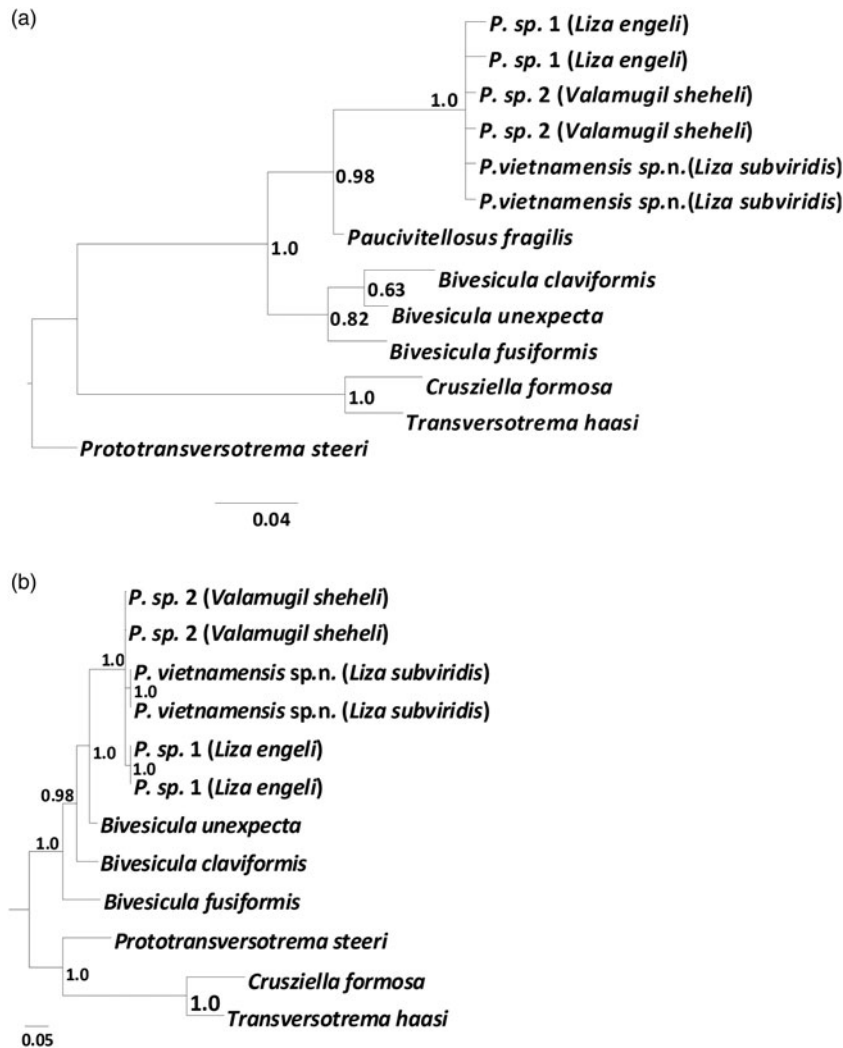 (a)
P. sp. 1 (Liza engeli)
P. sp. 1 (Liza engeli)
1.0
P. sp. 2 (Valamugil sheheli)
P. sp. 2 (Valamugil sheheli)
P.vietnamensis sp.n.(Liza subviridis)
0.98
P.vietnamensis sp.n.(Liza subviridis)
Paucivitellosus fragilis
1.0
Bivesicula claviformis
0.63
Bivesicula unexpecta
0.82
Bivesicula fusiformis
Crusziella formosa
1.0
Transversotrema haasi
Prototransversotrema steeri
0.04
(b)
P. sp. 2 (Valamugil sheheli)
P. sp. 2 (Valamugil sheheli)
1.0
P. vietnamensis sp.n. (Liza subviridis)
1.0
P. vietnamensis sp.n. (Liza subviridis)
1.0
P. sp. 1 (Liza engeli)
1.0
P. sp. 1 (Liza engeli)
0.98
Bivesicula unexpecta
1.0
Bivesicula claviformis
Bivesicula fusiformis
Prototransversotrema steeri
1.0
Crusziella formosa
1.0
Transversotrema haasi
0.05